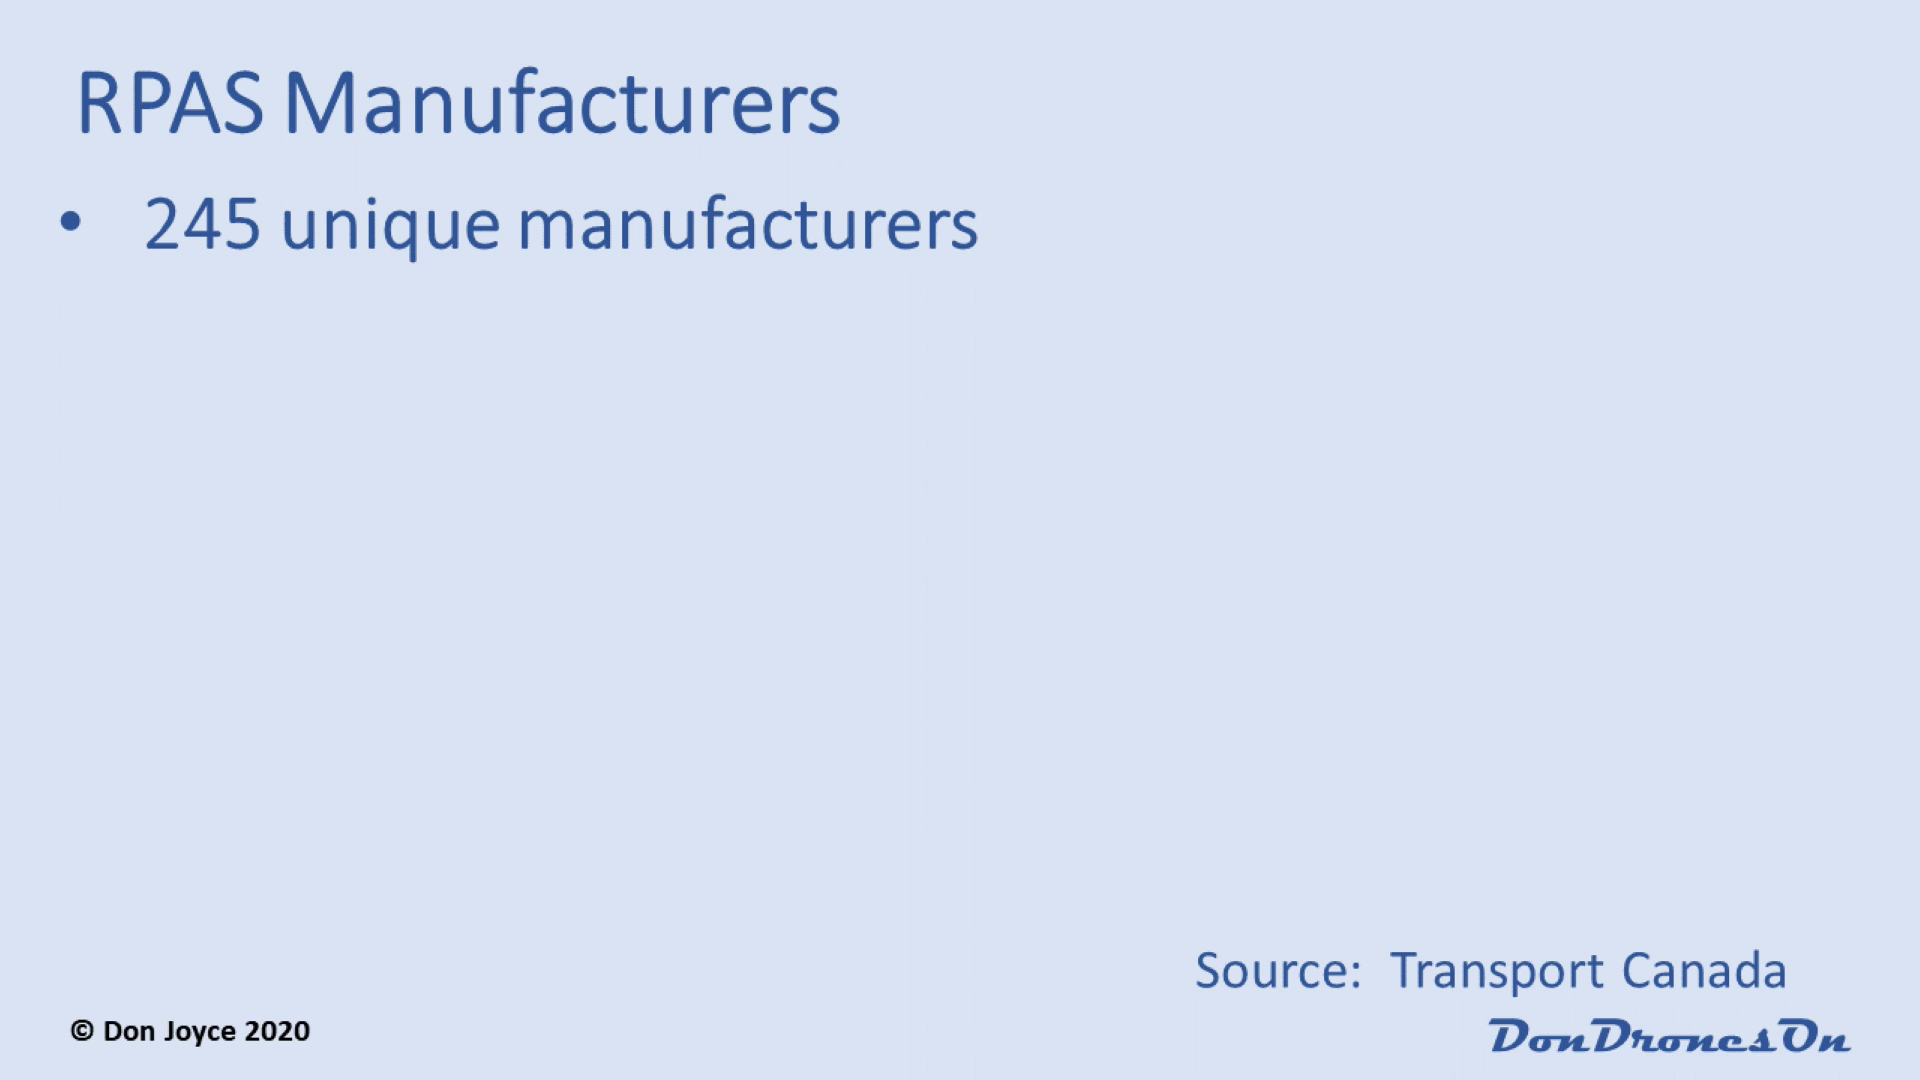 RPAS Manufacturers
• 245 unique manufacturers
Source: Transport Canada
© Don Joyce 2020
DonDronesOn